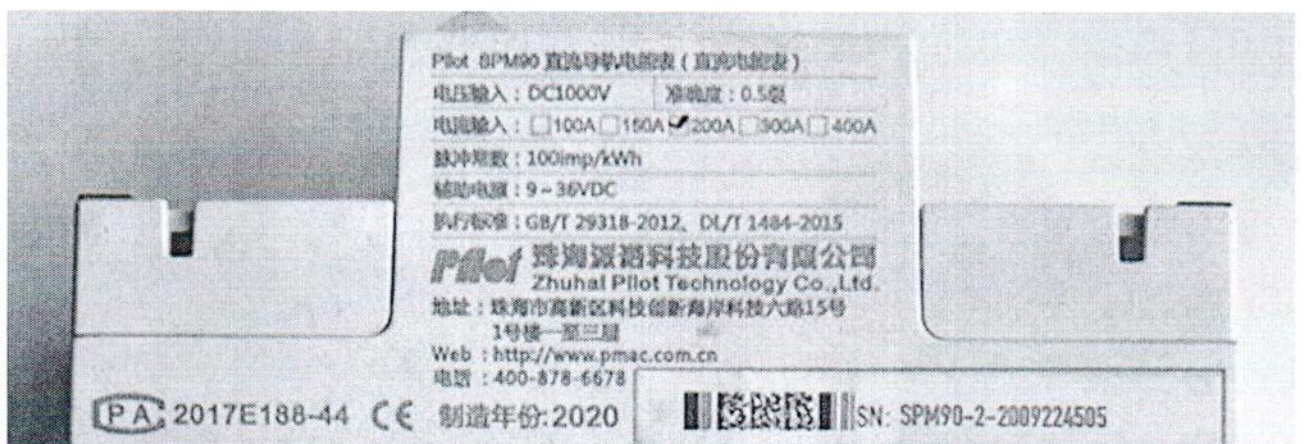 Pilot SPM90 直流导轨电能表（直流电能表）
电压输入：DC1000V 准确度：0.5级
电流输入：□100A □150A ☑200A □300A □400A
脉冲常数：100imp/kWh
辅助电源：9~36VDC
执行标准：GB/T 29318-2012、DL/T 1484-2015
Pilot 珠海派诺科技股份有限公司
Zhuhai Pilot Technology Co.,Ltd.
地址：珠海市高新区科技创新海岸科技六路15号
1号楼一至三层
Web：http://www.pmac.com.cn
电话：400-878-6678
PA 2017E188-44 CE 制造年份:2020
SN: SPM90-2-2009224505